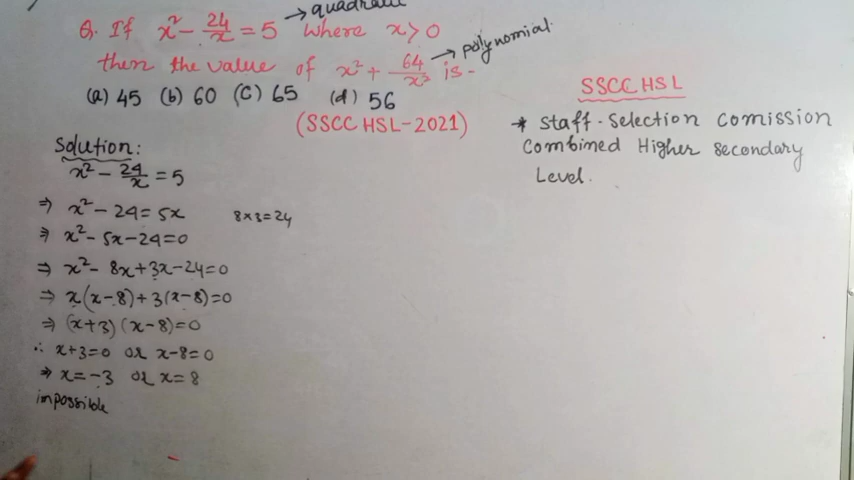 quadratic
Q. If x² - 24/x = 5 where x > 0
polynomial
then the value of x² + 64/x³ is -
(a) 45 (b) 60 (c) 65 (d) 56
(SSCC HSL-2021)
Solution:
x² - 24/x = 5
⇒ x² - 24 = 5x 8×3=24
⇒ x² - 5x - 24 = 0
⇒ x² - 8x + 3x - 24 = 0
⇒ x(x-8) + 3(x-8) = 0
⇒ (x+3) (x-8) = 0
∴ x+3=0 or x-8=0
⇒ x = -3 or x = 8
impossible
SSCC HSL
* Staff-Selection Comission
Combined Higher Secondary
Level.